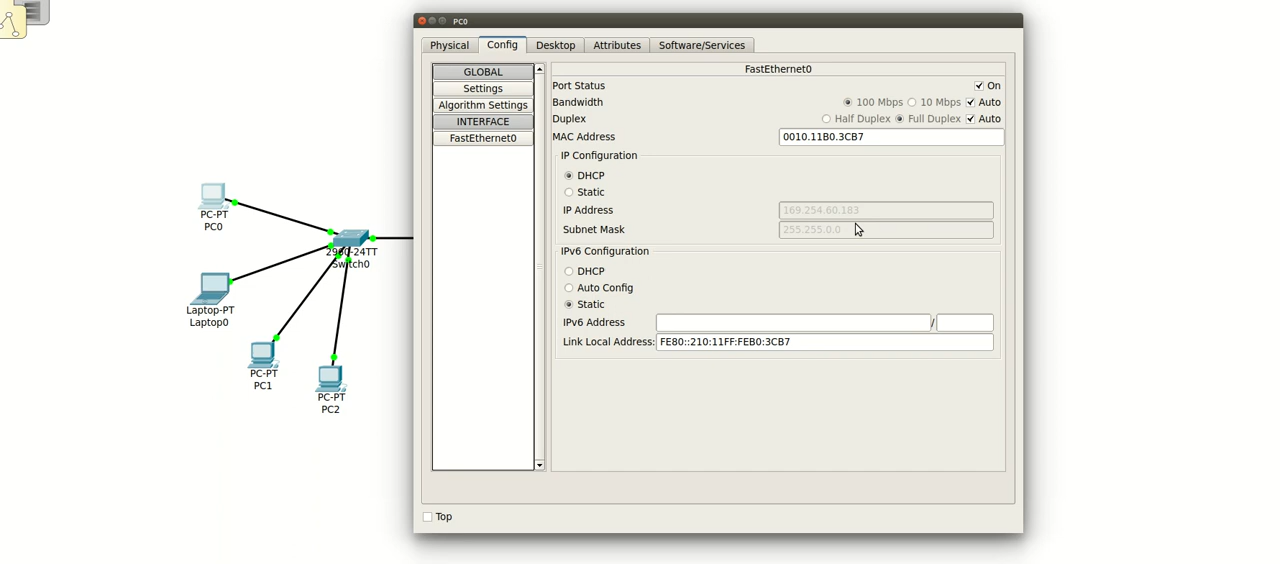 PC0
Physical
Config
Desktop
Attributes
Software/Services
GLOBAL
Settings
Algorithm Settings
INTERFACE
FastEthernet0
FastEthernet0
Port Status
On
Bandwidth
100 Mbps
10 Mbps
Auto
Duplex
Half Duplex
Full Duplex
Auto
MAC Address
0010.11B0.3CB7
IP Configuration
DHCP
Static
IP Address
169.254.60.183
Subnet Mask
255.255.0.0
IPv6 Configuration
DHCP
Auto Config
Static
IPv6 Address
/
Link Local Address:
FE80::210:11FF:FEB0:3CB7
Top
PC-PT
PC0
2960-24TT
Switch0
Laptop-PT
Laptop0
PC-PT
PC1
PC-PT
PC2